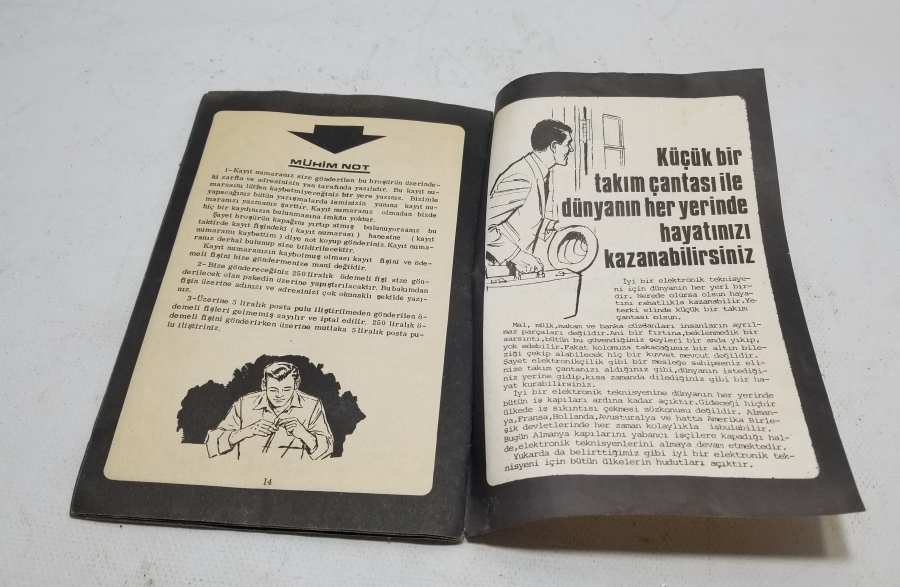 MÜHİM NOT
1–Kayıt numaranız size gönderilen bu broşürün üzerinde-
ki zarfta ve adresinizin yan tarafında yazılıdır. Bu kayıt nu-
marasını lütfen kaybetmiyeceğiniz bir yere yazınız. Bizimle
yapacağınız bütün yazışmalarda isminizin yanına kayıt nu-
maranızı yazmanız şarttır. Kayıt numaranız olmadan bizde
hiç bir kaydınızın bulunmasına imkân yoktur.
Şayet broşürün kapağını yırtıp atmış bulunuyorsanız bu
taktirde kayıt fişindeki ( kayıt numarası ) hanesine ( kayıt
numaramı kaybettim ) diye not koyup gönderiniz. Kayıt numa-
ranız derhal bulunup size bildirilecektir.
Kayıt numaranızın kaybolmuş olması kayıt fişini ve öde-
meli fişini bize göndermenize mani değildir.
2–Bize göndereceğiniz 250 liralık ödemeli fişi size gön-
derilecek olan paketin üzerine yapıştırılacaktır. Bu bakımdan
fişin üzerine adınızı ve adresinizi çok okunaklı şekilde yazı-
nız.
3–Üzerine 5 liralık posta pulu iliştirilmeden gönderilen ö-
demeli fişleri gelmemiş sayılır ve iptal edilir. 250 liralık ö-
demeli fişini gönderirken üzerine mutlaka 5 liralık posta pu-
lu iliştiriniz.
14
Küçük bir
takım çantası ile
dünyanın her yerinde
hayatınızı
kazanabilirsiniz
İyi bir elektronik teknisye-
ni için dünyanın her yeri bir-
dir. Nerede olursa olsun haya-
tını rahatlıkla kazanabilir.Ye-
terki elinde küçük bir takım
çantası olsun.
Mal, mülk,makam ve banka cüzdanları insanların ayrıl-
maz parçaları değildir.Ani bir fırtına,beklenmedik bir
sarsıntı,bütün bu güvendiğimiz şeyleri bir anda yıkıp,
yok edebilir.Fakat kolumuza takacağımız bir altın bile-
ziği çekip alabilecek hiç bir kuvvet mevcut değildir.
Şayet elektronikçilik gibi bir mesleğe sahipseniz eli-
nize takım çantanızı aldığınız gibi,dünyanın istediği-
niz yerine gidip,kısa zamanda dilediğiniz gibi bir ha-
yat kurabilirsiniz.
İyi bir elektronik teknisyenine dünyanın her yerinde
bütün iş kapıları ardına kadar açıktır.Gideceği hiçbir
ülkede iş sıkıntısı çekmesi sözkonusu değildir. Alman-
ya,Fransa,Hollanda,Avusturalya ve hatta Amerika Birle-
şik devletlerinde her zaman kolaylıkla işbulabilir.
Bugün Almanya kapılarını yabancı işçilere kapadığı hal-
de,elektronik teknisyenlerini almaya devam etmektedir.
Yukarda da belirttiğimiz gibi iyi bir elektronik tek-
nisyeni için bütün ülkelerin hudutları açıktır.